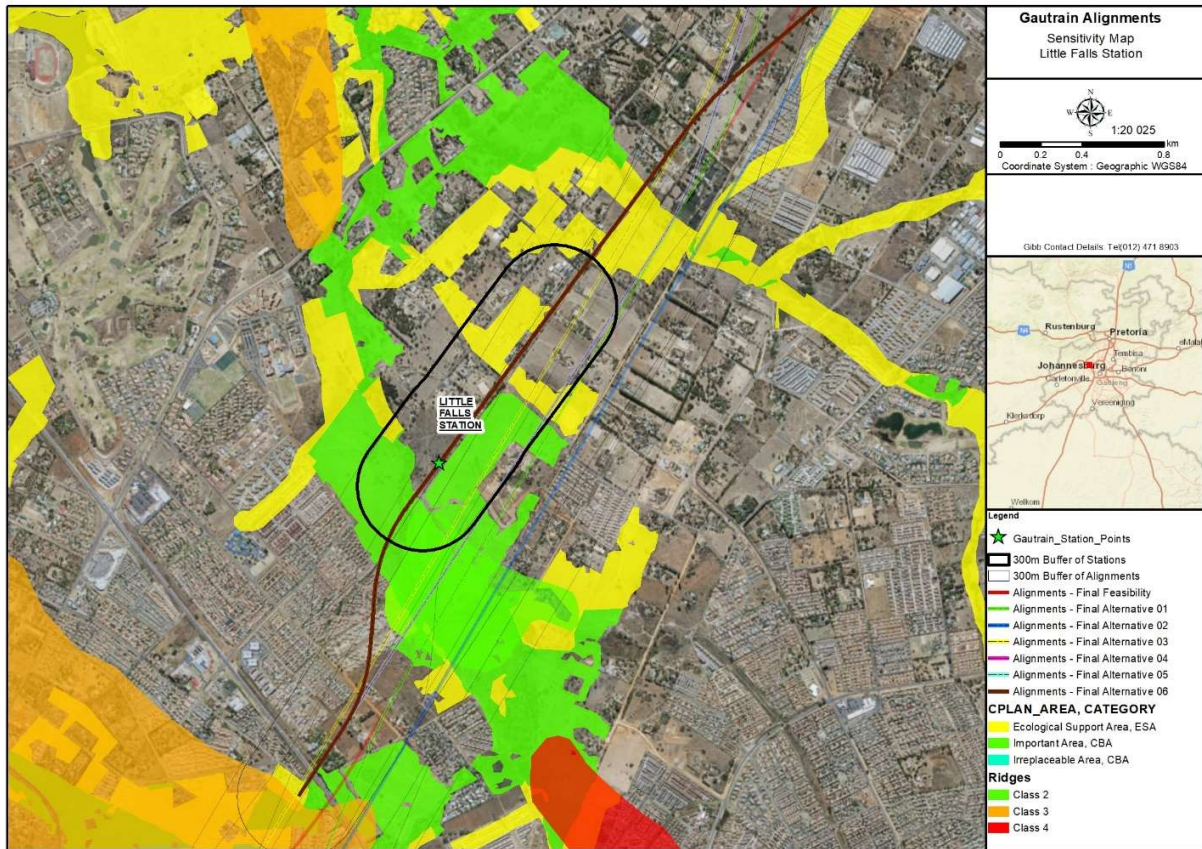 LITTLE
FALLS
STATION
Gautrain Alignments
Sensitivity Map
Little Falls Station
N
W
E
S
1:20 025
km
0 0.2 0.4 0.8
Coordinate System : Geographic WGS84
Gibb Contact Details: Tel(012) 471 8903
N1
Rustenburg
N4
Pretoria
eMalah
Tembisa
Johannesburg
Benoni
Carletonville
Vereeniging
Klerksdorp
Welkom
N1
Legend
Gautrain_Station_Points
300m Buffer of Stations
300m Buffer of Alignments
Alignments - Final Feasibility
Alignments - Final Alternative 01
Alignments - Final Alternative 02
Alignments - Final Alternative 03
Alignments - Final Alternative 04
Alignments - Final Alternative 05
Alignments - Final Alternative 06
CPLAN_AREA, CATEGORY
Ecological Support Area, ESA
Important Area, CBA
Irreplaceable Area, CBA
Ridges
Class 2
Class 3
Class 4